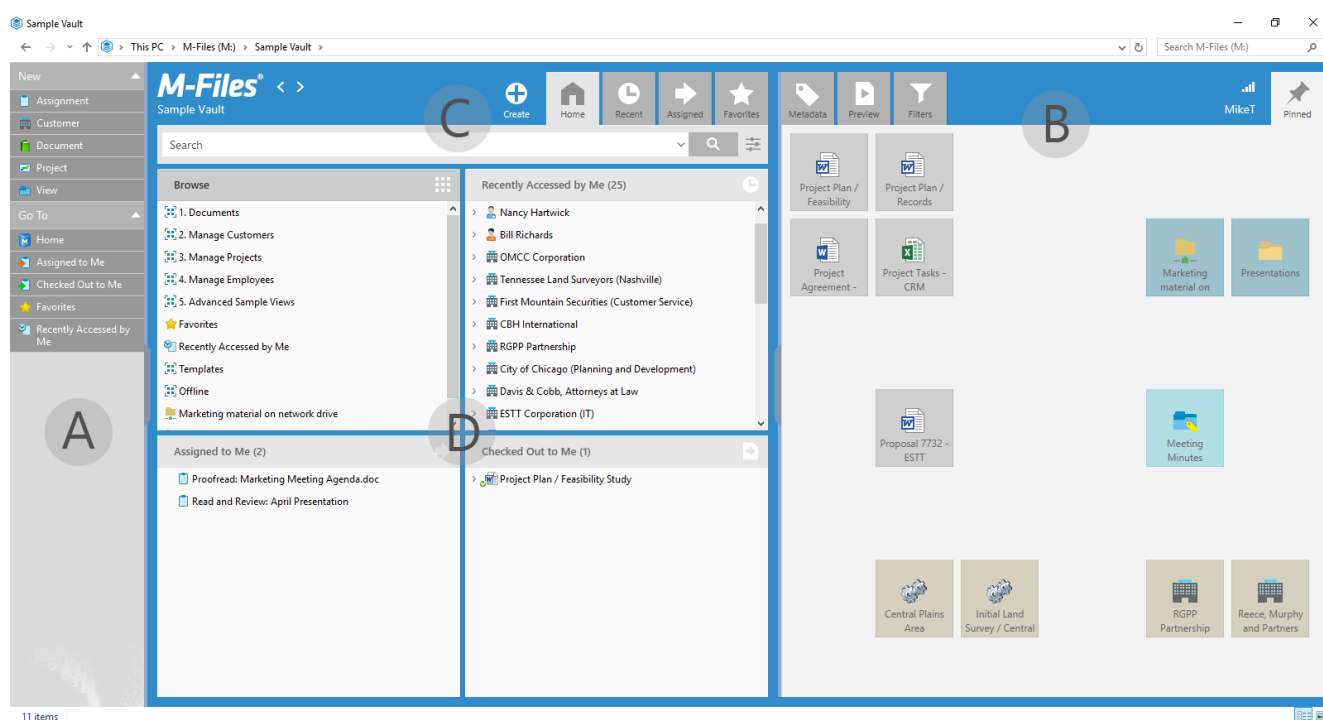 Sample Vault
This PC > M-Files (M:) > Sample Vault >
Search M-Files (M:)
New
Assignment
Customer
Document
Project
View
Go To
Home
Assigned to Me
Checked Out to Me
Favorites
Recently Accessed by
Me
A
M-Files®
Sample Vault
C
Create
Home
Recent
Assigned
Favorites
Search
Browse
1. Documents
2. Manage Customers
3. Manage Projects
4. Manage Employees
5. Advanced Sample Views
Favorites
Recently Accessed by Me
Templates
Offline
Marketing material on network drive
Recently Accessed by Me (25)
Nancy Hartwick
Bill Richards
OMCC Corporation
Tennessee Land Surveyors (Nashville)
First Mountain Securities (Customer Service)
CBH International
RGPP Partnership
City of Chicago (Planning and Development)
Davis & Cobb, Attorneys at Law
ESTT Corporation (IT)
D
Assigned to Me (2)
Proofread: Marketing Meeting Agenda.doc
Read and Review: April Presentation
Checked Out to Me (1)
Project Plan / Feasibility Study
Metadata
Preview
Filters
B
MikeT
Pinned
Project Plan /
Feasibility
Project Plan /
Records
Project
Agreement -
Project Tasks -
CRM
Marketing
material on
Presentations
Proposal 7732 -
ESTT
Meeting
Minutes
Central Plains
Area
Initial Land
Survey / Central
RGPP
Partnership
Reece, Murphy
and Partners
11 items